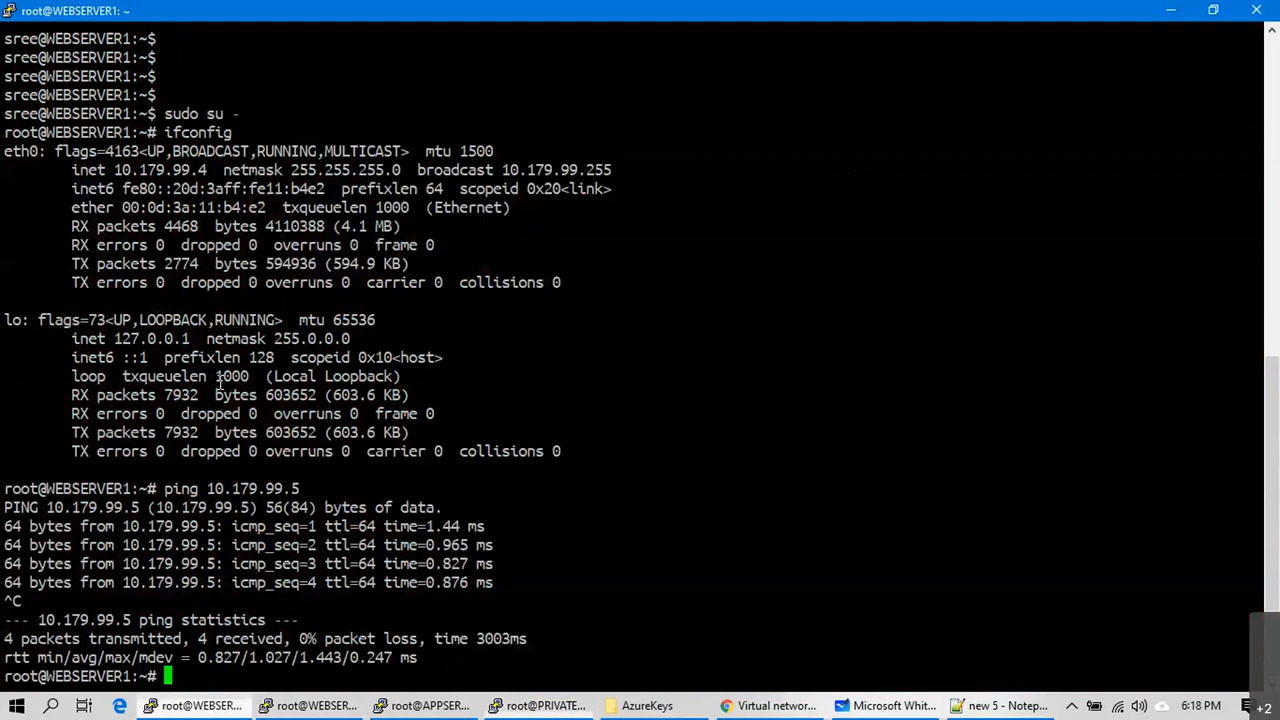 root@WEBSERVER1: ~
sree@WEBSERVER1:~$
sree@WEBSERVER1:~$
sree@WEBSERVER1:~$
sree@WEBSERVER1:~$
sree@WEBSERVER1:~$ sudo su -
root@WEBSERVER1:~# ifconfig
eth0: flags=4163<UP,BROADCAST,RUNNING,MULTICAST>  mtu 1500
        inet 10.179.99.4  netmask 255.255.255.0  broadcast 10.179.99.255
        inet6 fe80::20d:3aff:fe11:b4e2  prefixlen 64  scopeid 0x20<link>
        ether 00:0d:3a:11:b4:e2  txqueuelen 1000  (Ethernet)
        RX packets 4468  bytes 4110388 (4.1 MB)
        RX errors 0  dropped 0  overruns 0  frame 0
        TX packets 2774  bytes 594936 (594.9 KB)
        TX errors 0  dropped 0 overruns 0  carrier 0  collisions 0
lo: flags=73<UP,LOOPBACK,RUNNING>  mtu 65536
        inet 127.0.0.1  netmask 255.0.0.0
        inet6 ::1  prefixlen 128  scopeid 0x10<host>
        loop  txqueuelen 1000  (Local Loopback)
        RX packets 7932  bytes 603652 (603.6 KB)
        RX errors 0  dropped 0  overruns 0  frame 0
        TX packets 7932  bytes 603652 (603.6 KB)
        TX errors 0  dropped 0 overruns 0  carrier 0  collisions 0
root@WEBSERVER1:~# ping 10.179.99.5
PING 10.179.99.5 (10.179.99.5) 56(84) bytes of data.
64 bytes from 10.179.99.5: icmp_seq=1 ttl=64 time=1.44 ms
64 bytes from 10.179.99.5: icmp_seq=2 ttl=64 time=0.965 ms
64 bytes from 10.179.99.5: icmp_seq=3 ttl=64 time=0.827 ms
64 bytes from 10.179.99.5: icmp_seq=4 ttl=64 time=0.876 ms
^C
--- 10.179.99.5 ping statistics ---
4 packets transmitted, 4 received, 0% packet loss, time 3003ms
rtt min/avg/max/mdev = 0.827/1.027/1.443/0.247 ms
root@WEBSERVER1:~#
root@WEBSER... root@WEBSER... root@APPSER... root@PRIVATE... AzureKeys Virtual networ... Microsoft Whit... new 5 - Notep... 6:18 PM +2